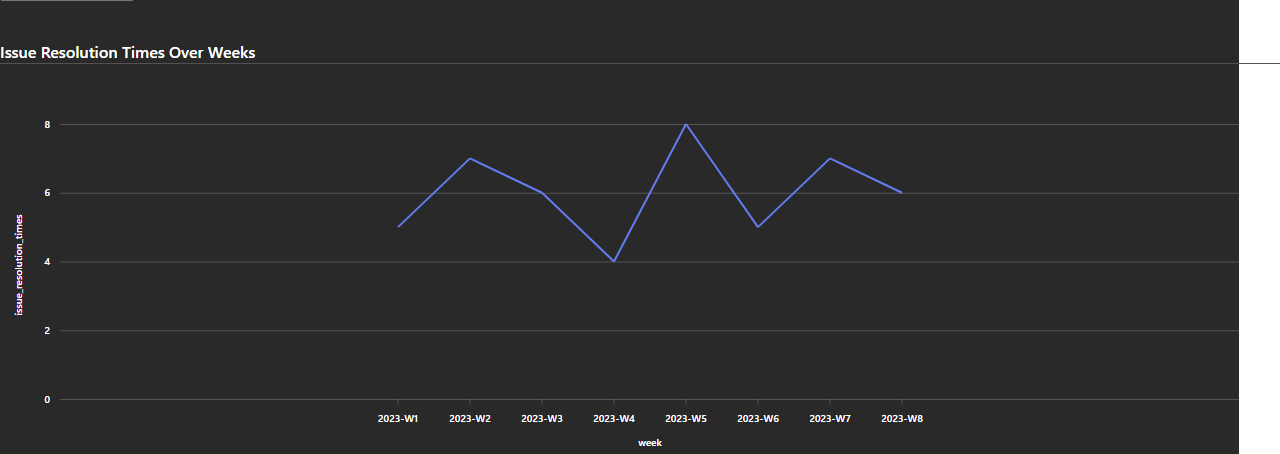 Issue Resolution Times Over Weeks
8
6
4
2
0
issue_resolution_times
2023-W1 2023-W2 2023-W3 2023-W4 2023-W5 2023-W6 2023-W7 2023-W8
week